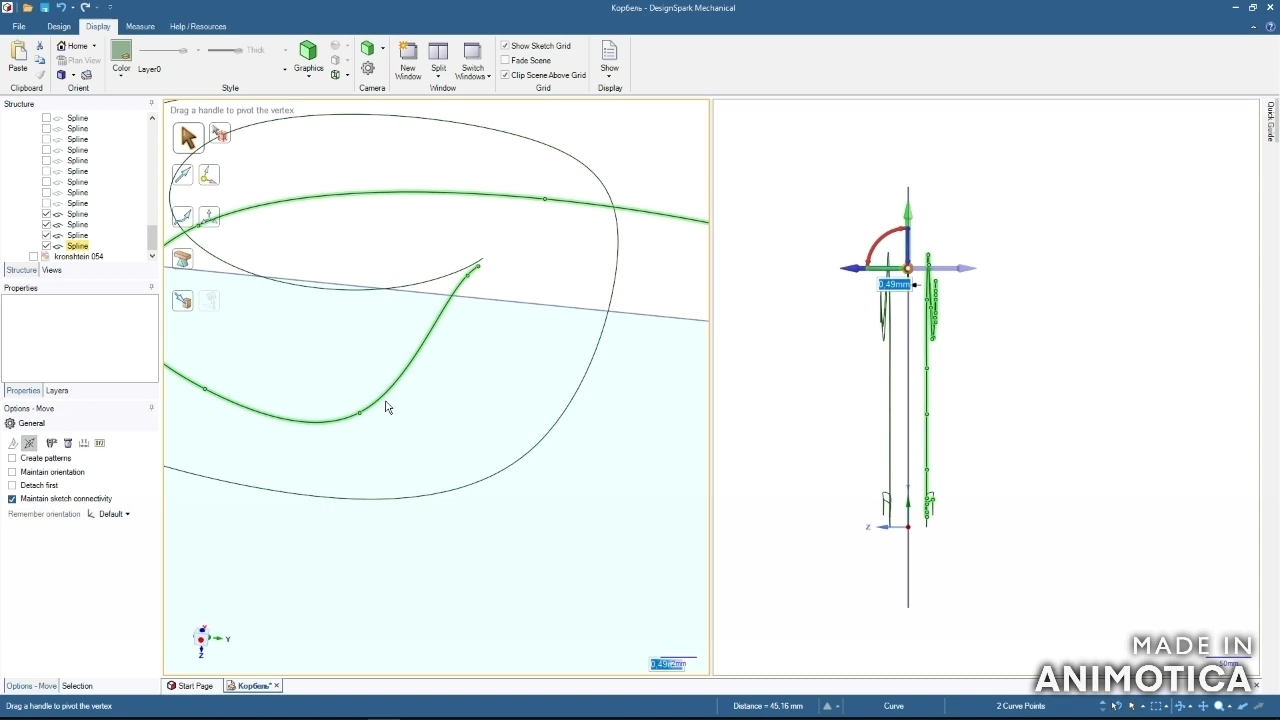 Корбель - DesignSpark Mechanical
File Design Display Measure Help / Resources
Paste
Clipboard
Home
Plan View
Orient
Color
Layer0
Thick
Graphics
Style
Camera
New Window
Split
Switch Windows
Window
Show Sketch Grid
Fade Scene
Clip Scene Above Grid
Grid
Show
Display
Structure
Spline
Spline
Spline
Spline
Spline
Spline
Spline
Spline
Spline
Spline
Spline
Spline
Spline
kronshtein 054
Structure Views
Properties
Properties Layers
Options - Move
General
Create patterns
Maintain orientation
Detach first
Maintain sketch connectivity
Remember orientation Default
Options - Move Selection
Drag a handle to pivot the vertex
Y
Z
0,49mm
Y
Z
50mm
Quick Guide
MADE IN
ANIMOTICA
Start Page
Корбель*
Drag a handle to pivot the vertex
Distance = 45,16 mm
Curve
2 Curve Points